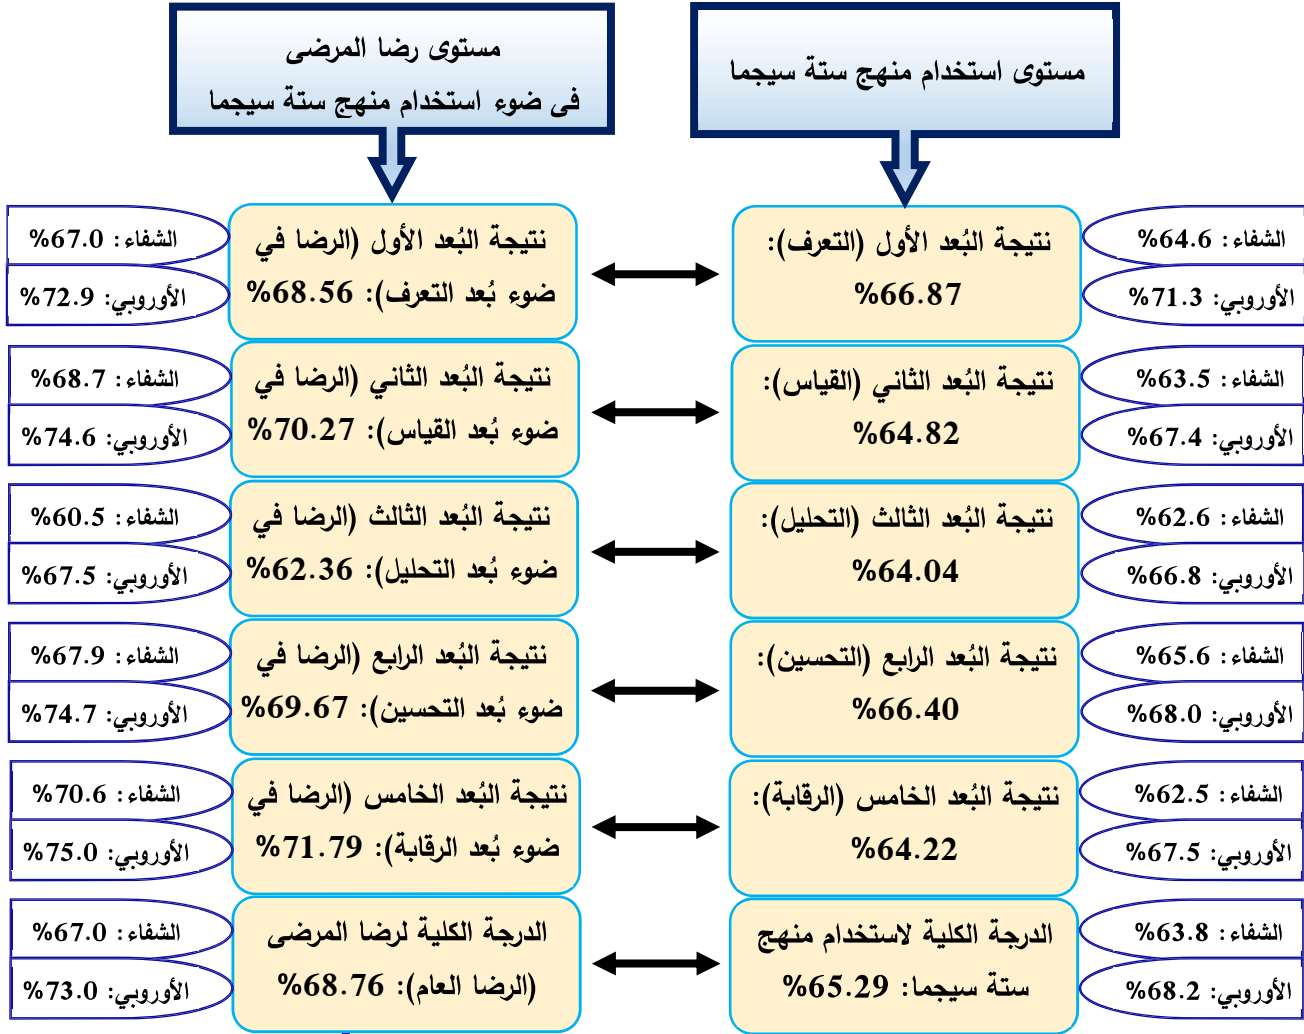 مستوى استخدام منهج ستة سيجما
مستوى رضا المرضى
فى ضوء استخدام منهج ستة سيجما
الشفاء: 64.6%
الأوروبي: 71.3%
نتيجة البُعد الأول (التعرف):
66.87%
نتيجة البُعد الأول (الرضا في
ضوء بُعد التعرف): 68.56%
الشفاء: 67.0%
الأوروبي: 72.9%
الشفاء: 63.5%
الأوروبي: 67.4%
نتيجة البُعد الثاني (القياس):
64.82%
نتيجة البُعد الثاني (الرضا في
ضوء بُعد القياس): 70.27%
الشفاء: 68.7%
الأوروبي: 74.6%
الشفاء: 62.6%
الأوروبي: 66.8%
نتيجة البُعد الثالث (التحليل):
64.04%
نتيجة البُعد الثالث (الرضا في
ضوء بُعد التحليل): 62.36%
الشفاء: 60.5%
الأوروبي: 67.5%
الشفاء: 65.6%
الأوروبي: 68.0%
نتيجة البُعد الرابع (التحسين):
66.40%
نتيجة البُعد الرابع (الرضا في
ضوء بُعد التحسين): 69.67%
الشفاء: 67.9%
الأوروبي: 74.7%
الشفاء: 62.5%
الأوروبي: 67.5%
نتيجة البُعد الخامس (الرقابة):
64.22%
نتيجة البُعد الخامس (الرضا في
ضوء بُعد الرقابة): 71.79%
الشفاء: 70.6%
الأوروبي: 75.0%
الشفاء: 63.8%
الأوروبي: 68.2%
الدرجة الكلية لاستخدام منهج
ستة سيجما: 65.29%
الدرجة الكلية لرضا المرضى
(الرضا العام): 68.76%
الشفاء: 67.0%
الأوروبي: 73.0%